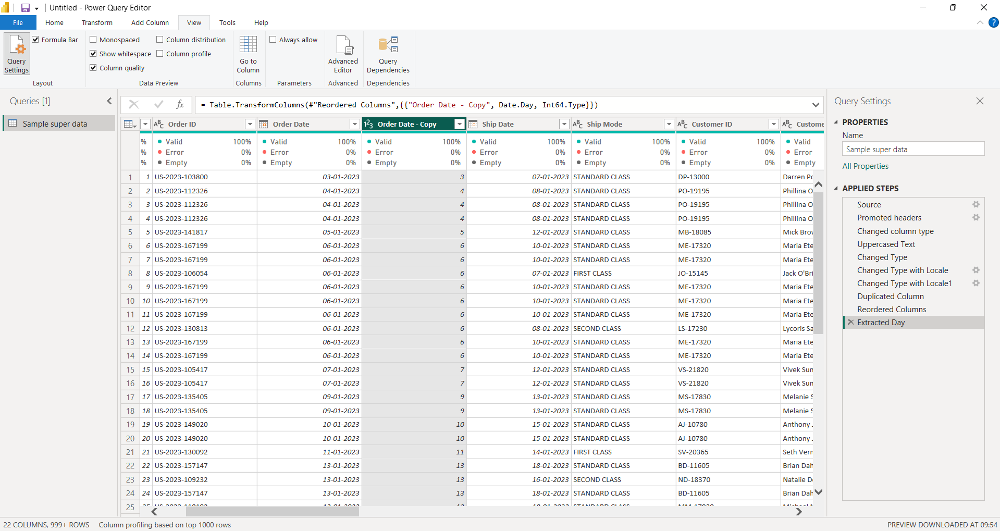 Untitled - Power Query Editor
File Home Transform Add Column View Tools Help
Query Settings
Formula Bar
Layout
Monospaced Column distribution
Show whitespace Column profile
Column quality
Data Preview
Go to Column
Columns
Always allow
Parameters
Advanced Editor
Advanced
Query Dependencies
Dependencies
Queries [1]
Sample super data
fx = Table.TransformColumns(#"Reordered Columns",{{"Order Date - Copy", Date.Day, Int64.Type}})
ABC Order ID Order Date 123 Order Date - Copy Ship Date ABC Ship Mode ABC Customer ID ABC Custome
% Valid 100% Valid 100% Valid 100% Valid 100% Valid 100% Valid 100% Valid
% Error 0% Error 0% Error 0% Error 0% Error 0% Error 0% Error
% Empty 0% Empty 0% Empty 0% Empty 0% Empty 0% Empty 0% Empty
1 1 US-2023-103800 03-01-2023 3 07-01-2023 STANDARD CLASS DP-13000 Darren Po
2 2 US-2023-112326 04-01-2023 4 08-01-2023 STANDARD CLASS PO-19195 Phillina O
3 3 US-2023-112326 04-01-2023 4 08-01-2023 STANDARD CLASS PO-19195 Phillina O
4 4 US-2023-112326 04-01-2023 4 08-01-2023 STANDARD CLASS PO-19195 Phillina O
5 5 US-2023-141817 05-01-2023 5 12-01-2023 STANDARD CLASS MB-18085 Mick Brov
6 6 US-2023-167199 06-01-2023 6 10-01-2023 STANDARD CLASS ME-17320 Maria Ete
7 7 US-2023-167199 06-01-2023 6 10-01-2023 STANDARD CLASS ME-17320 Maria Ete
8 8 US-2023-106054 06-01-2023 6 07-01-2023 FIRST CLASS JO-15145 Jack O'Bri
9 9 US-2023-167199 06-01-2023 6 10-01-2023 STANDARD CLASS ME-17320 Maria Ete
10 10 US-2023-167199 06-01-2023 6 10-01-2023 STANDARD CLASS ME-17320 Maria Ete
11 11 US-2023-167199 06-01-2023 6 10-01-2023 STANDARD CLASS ME-17320 Maria Ete
12 12 US-2023-130813 06-01-2023 6 08-01-2023 SECOND CLASS LS-17230 Lycoris Sa
13 13 US-2023-167199 06-01-2023 6 10-01-2023 STANDARD CLASS ME-17320 Maria Ete
14 14 US-2023-167199 06-01-2023 6 10-01-2023 STANDARD CLASS ME-17320 Maria Ete
15 15 US-2023-105417 07-01-2023 7 12-01-2023 STANDARD CLASS VS-21820 Vivek Sun
16 16 US-2023-105417 07-01-2023 7 12-01-2023 STANDARD CLASS VS-21820 Vivek Sun
17 17 US-2023-135405 09-01-2023 9 13-01-2023 STANDARD CLASS MS-17830 Melanie S
18 18 US-2023-135405 09-01-2023 9 13-01-2023 STANDARD CLASS MS-17830 Melanie S
19 19 US-2023-149020 10-01-2023 10 15-01-2023 STANDARD CLASS AJ-10780 Anthony J
20 20 US-2023-149020 10-01-2023 10 15-01-2023 STANDARD CLASS AJ-10780 Anthony J
21 21 US-2023-130092 11-01-2023 11 14-01-2023 FIRST CLASS SV-20365 Seth Vern
22 22 US-2023-157147 13-01-2023 13 18-01-2023 STANDARD CLASS BD-11605 Brian Dah
23 23 US-2023-109232 13-01-2023 13 16-01-2023 SECOND CLASS ND-18370 Natalie De
24 24 US-2023-157147 13-01-2023 13 18-01-2023 STANDARD CLASS BD-11605 Brian Dah
25
Query Settings
PROPERTIES
Name
Sample super data
All Properties
APPLIED STEPS
Source
Promoted headers
Changed column type
Uppercased Text
Changed Type
Changed Type with Locale
Changed Type with Locale1
Duplicated Column
Reordered Columns
Extracted Day
22 COLUMNS, 999+ ROWS Column profiling based on top 1000 rows PREVIEW DOWNLOADED AT 09:54